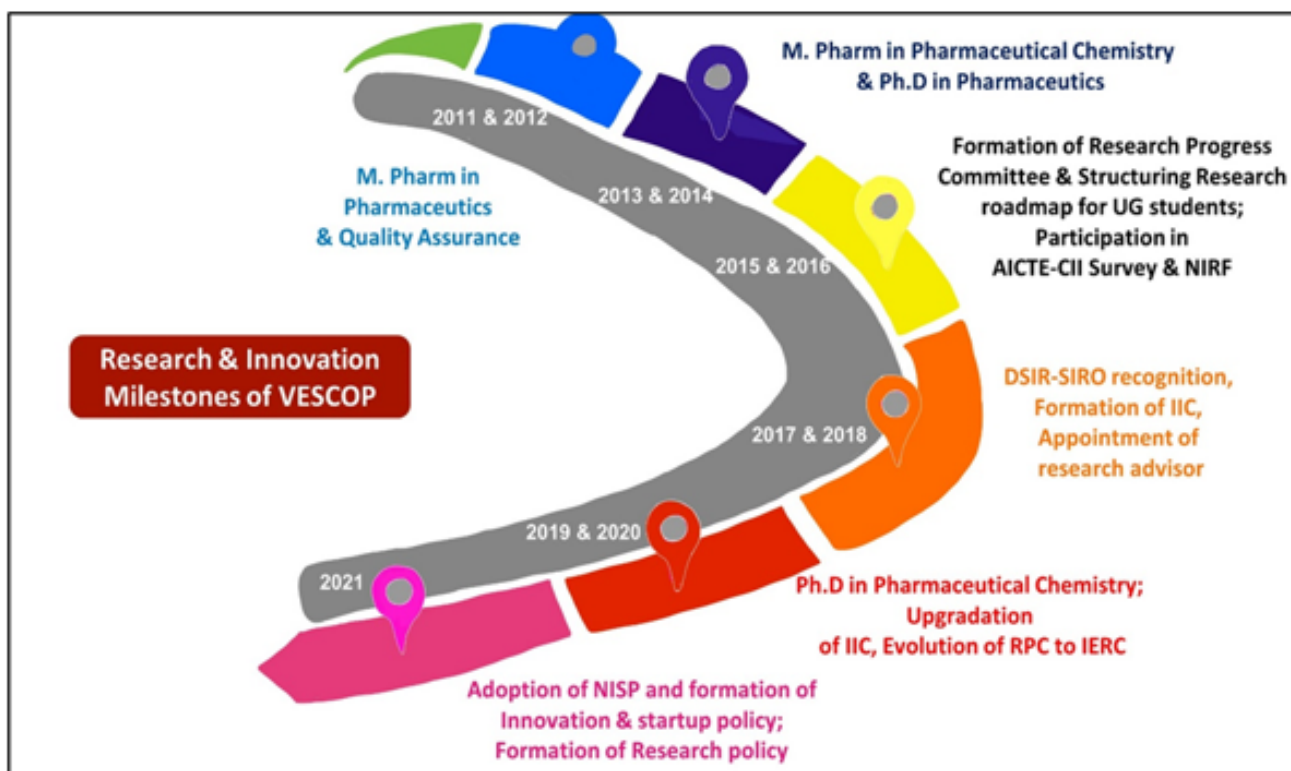 2011 & 2012
M. Pharm in
Pharmaceutics
& Quality Assurance
M. Pharm in Pharmaceutical Chemistry
& Ph.D in Pharmaceutics
2013 & 2014
Formation of Research Progress
Committee & Structuring Research
roadmap for UG students;
Participation in
AICTE-CII Survey & NIRF
2015 & 2016
Research & Innovation
Milestones of VESCOP
DSIR-SIRO recognition,
Formation of IIC,
Appointment of
research advisor
2017 & 2018
2019 & 2020
Ph.D in Pharmaceutical Chemistry;
Upgradation
of IIC, Evolution of RPC to IERC
2021
Adoption of NISP and formation of
Innovation & startup policy;
Formation of Research policy